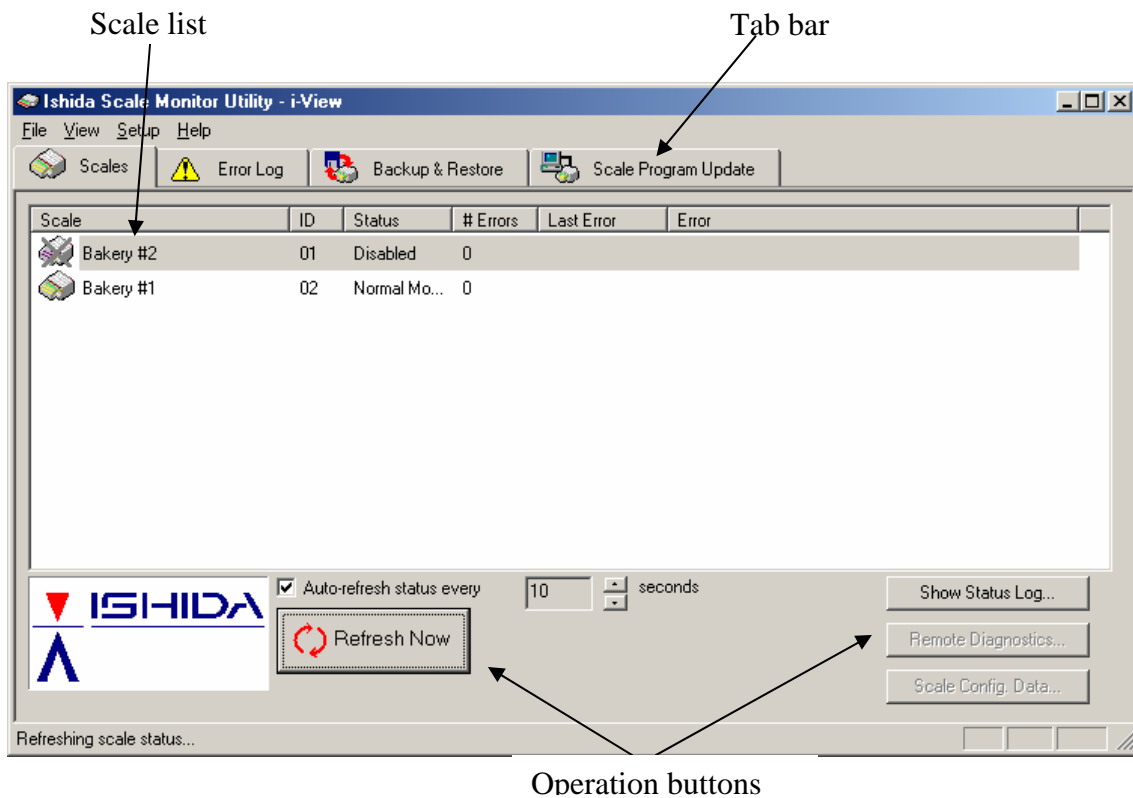 Scale list
Tab bar
Ishida Scale Monitor Utility - i-View
File View Setup Help
Scales Error Log Backup & Restore Scale Program Update
Scale ID Status # Errors Last Error Error
Bakery #2 01 Disabled 0
Bakery #1 02 Normal Mo... 0
ISHIDA
Auto-refresh status every 10 seconds
Show Status Log...
Refresh Now
Remote Diagnostics...
Scale Config. Data...
Refreshing scale status...
Operation buttons